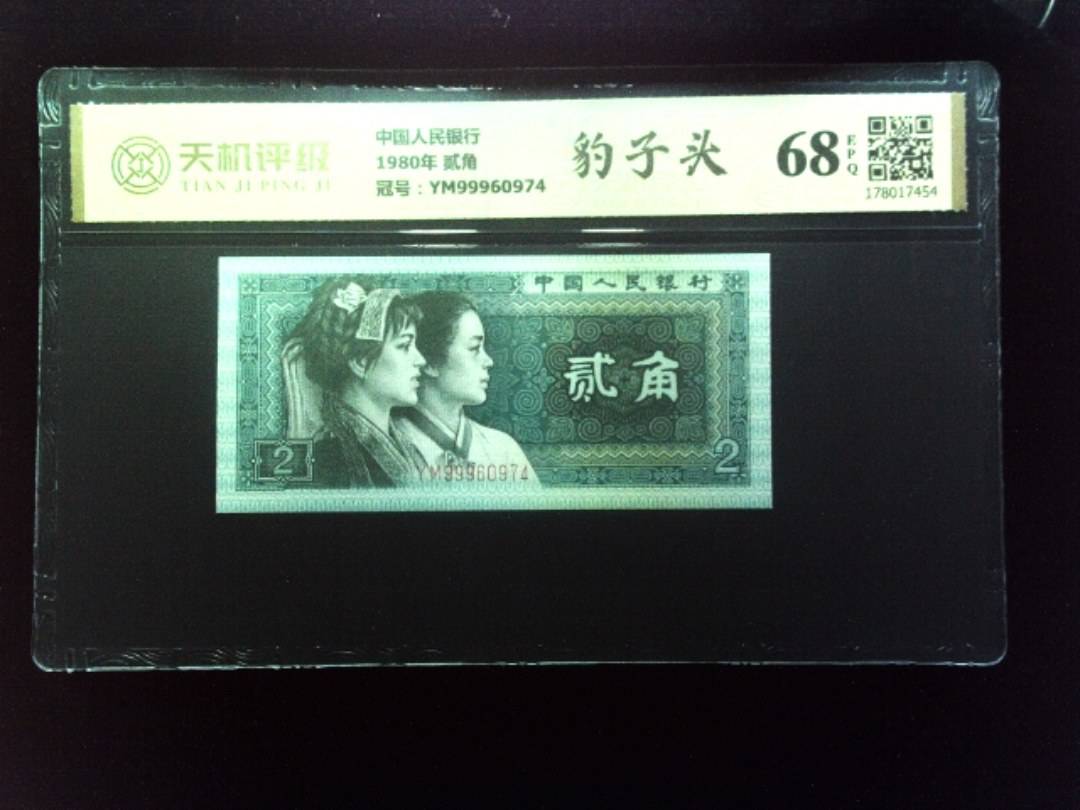 天机评级
TIAN JI PING JI
中国人民银行
1980年 贰角
冠号：YM99960974
豹子头
68
EPQ
178017454
中国人民银行
贰角
2
2
YM99960974